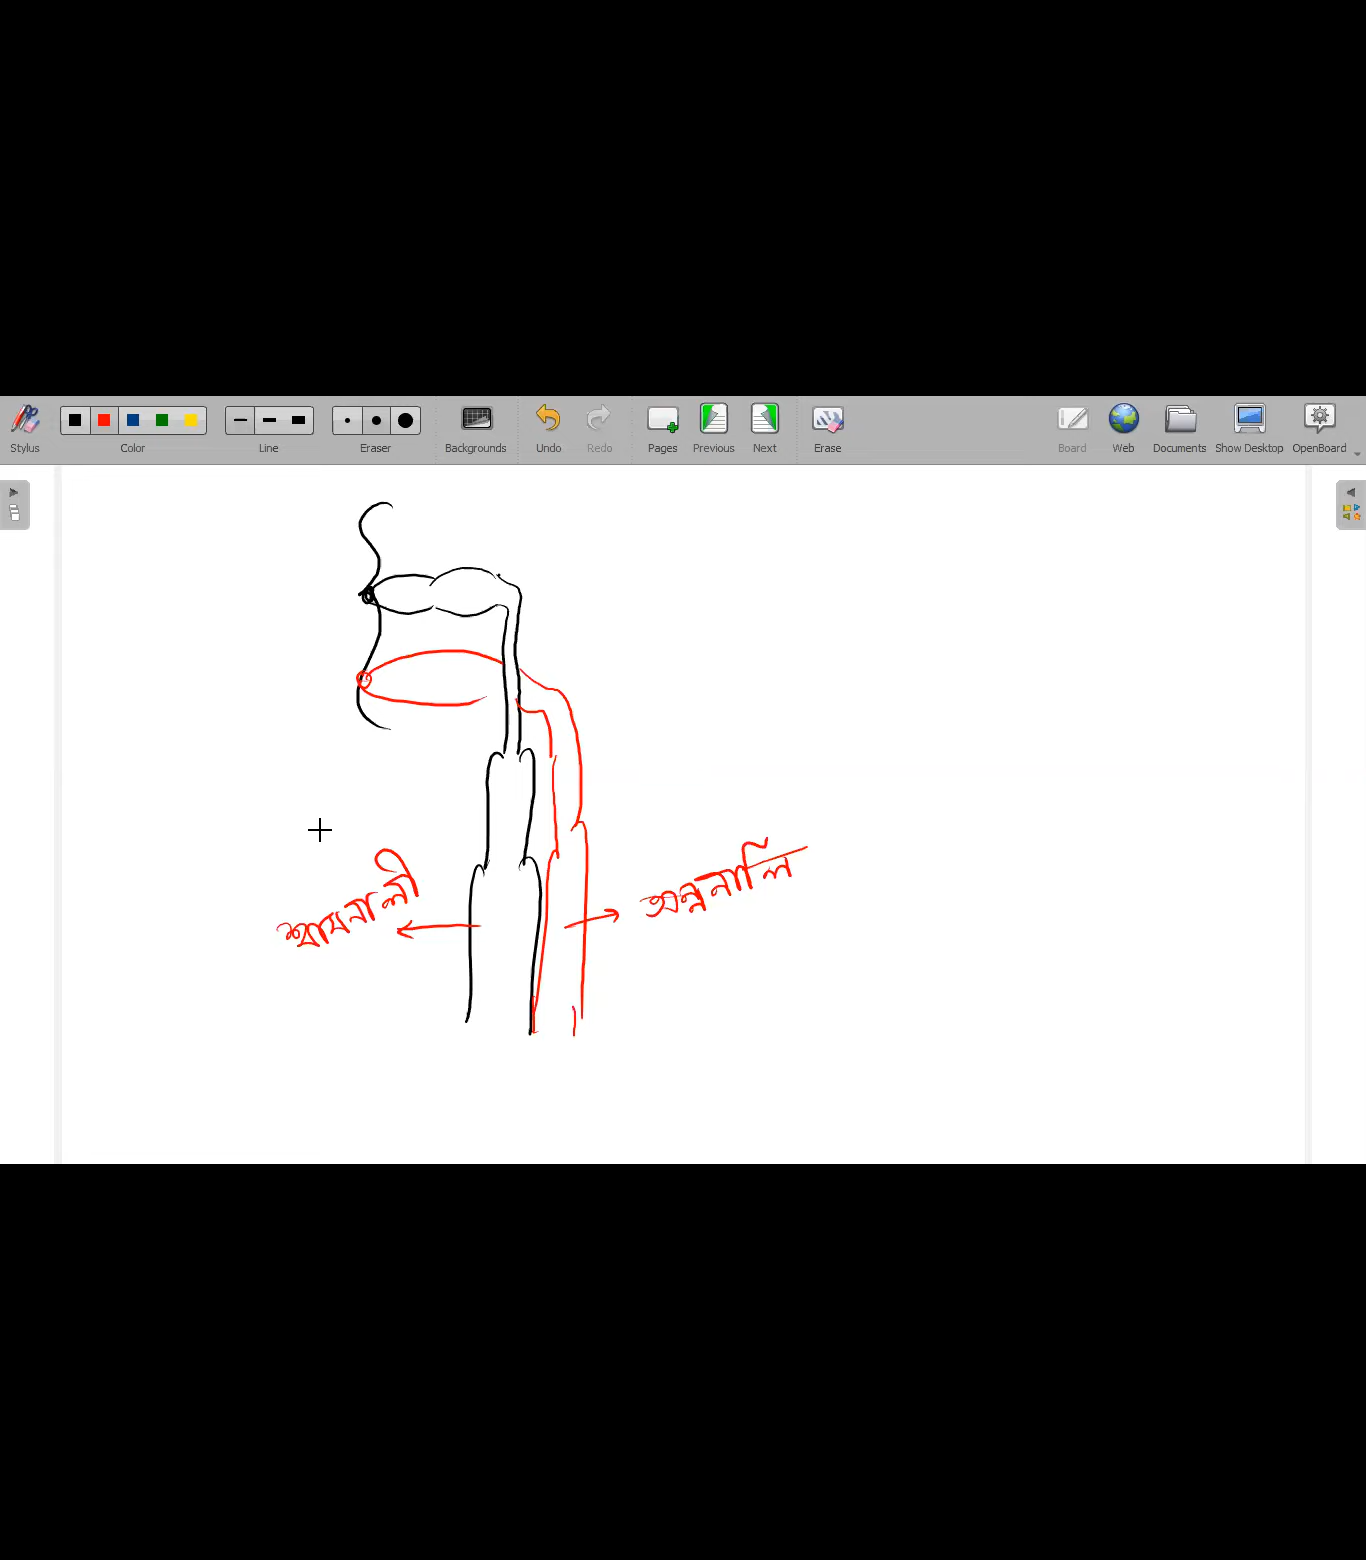 Stylus
Color
Line
Eraser
Backgrounds
Undo
Redo
Pages
Previous
Next
Erase
Board
Web
Documents
Show Desktop
OpenBoard
শ্বাসনালী
অন্ননালি